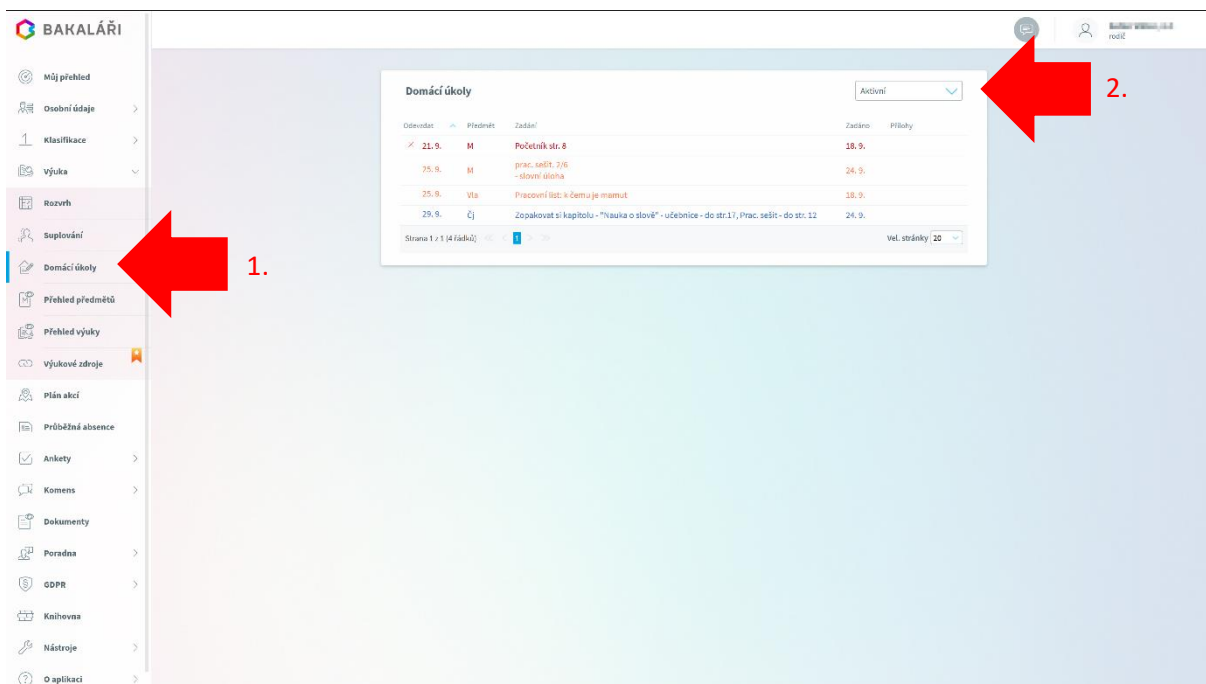 BAKALÁŘI
rodič
Můj přehled
Osobní údaje
Klasifikace
Výuka
Rozvrh
Suplování
Domácí úkoly
Přehled předmětů
Přehled výuky
Výukové zdroje
Plán akcí
Průběžná absence
Ankety
Komens
Dokumenty
Poradna
GDPR
Knihovna
Nástroje
O aplikaci
1.
Domácí úkoly
Aktivní
2.
Odevzdat Předmět Zadání Zadáno Přílohy
21. 9. M Početník str. 8 18. 9.
25. 9. M prac. sešit. 2/6 24. 9.
- slovní úloha
25. 9. Vla Pracovní list: k čemu je mamut 18. 9.
29. 9. Čj Zopakovat si kapitolu - "Nauka o slově" - učebnice - do str.17, Prac. sešit - do str. 12 24. 9.
Strana 1 z 1 (4 řádků) 1 Vel. stránky 20